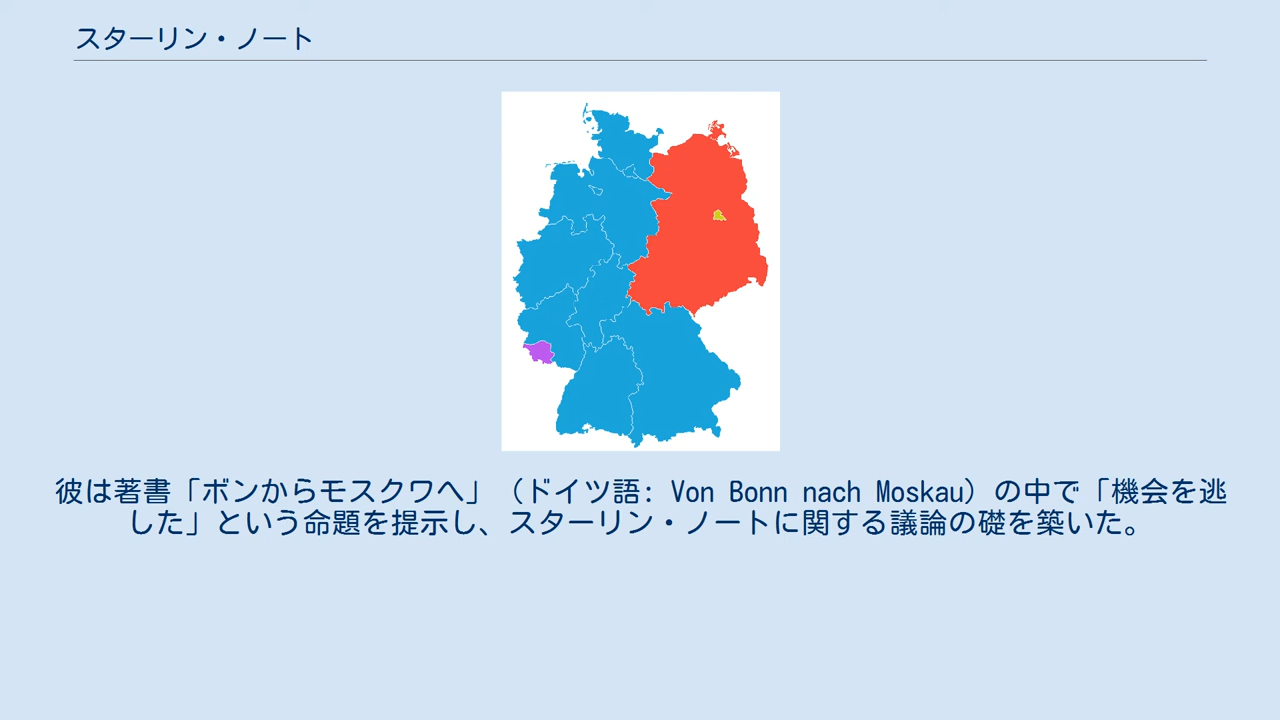 スターリン・ノート
彼は著書「ボンからモスクワへ」（ドイツ語: Von Bonn nach Moskau）の中で「機会を逃
した」という命題を提示し、スターリン・ノートに関する議論の礎を築いた。